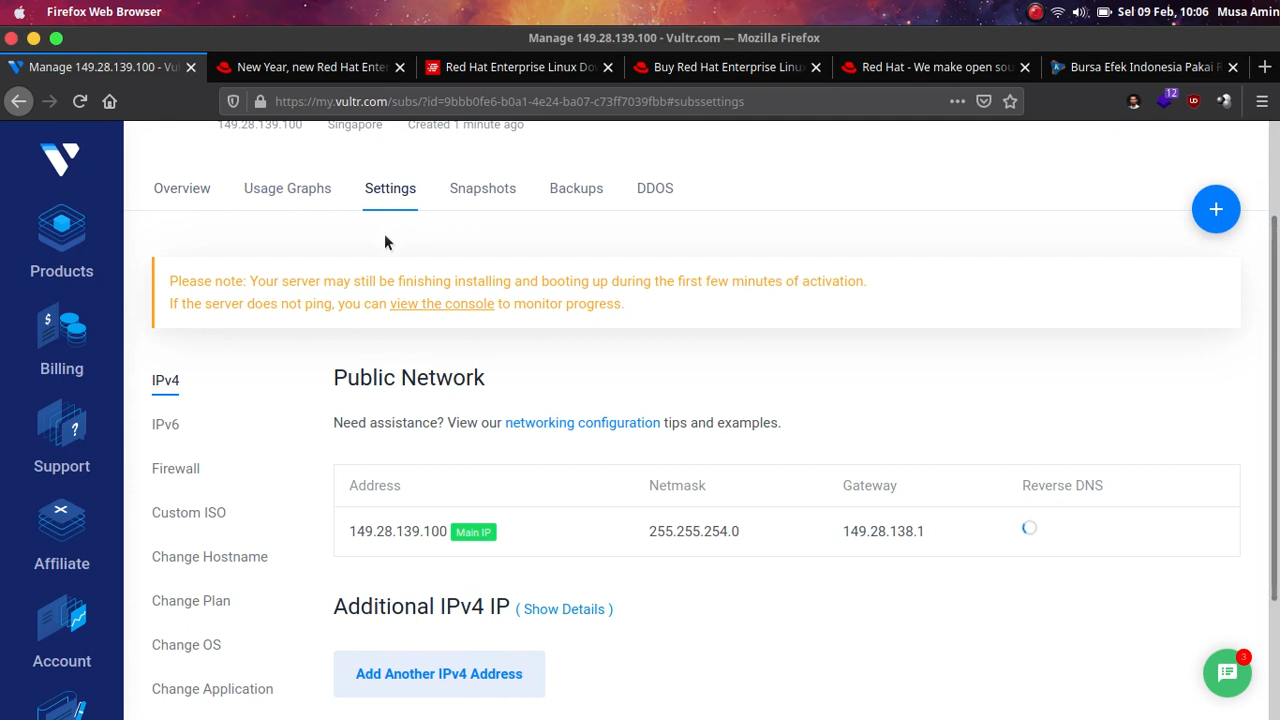 Firefox Web Browser
Sel 09 Feb, 10:06 Musa Amin
Manage 149.28.139.100 - Vultr.com — Mozilla Firefox
Manage 149.28.139.100 - Vul
New Year, new Red Hat Enter
Red Hat Enterprise Linux Do
Buy Red Hat Enterprise Linu
Red Hat - We make open sou
Bursa Efek Indonesia Pakai R
https://my.vultr.com/subs/?id=9bbb0fe6-b0a1-4e24-ba07-c73ff7039fbb#subssettings
12
149.28.139.100 Singapore Created 1 minute ago
Overview Usage Graphs Settings Snapshots Backups DDOS
Please note: Your server may still be finishing installing and booting up during the first few minutes of activation.
If the server does not ping, you can view the console to monitor progress.
Products
Billing
Support
Affiliate
Account
IPv4
IPv6
Firewall
Custom ISO
Change Hostname
Change Plan
Change OS
Change Application
Public Network
Need assistance? View our networking configuration tips and examples.
Address Netmask Gateway Reverse DNS
149.28.139.100 Main IP 255.255.254.0 149.28.138.1
Additional IPv4 IP ( Show Details )
Add Another IPv4 Address
3